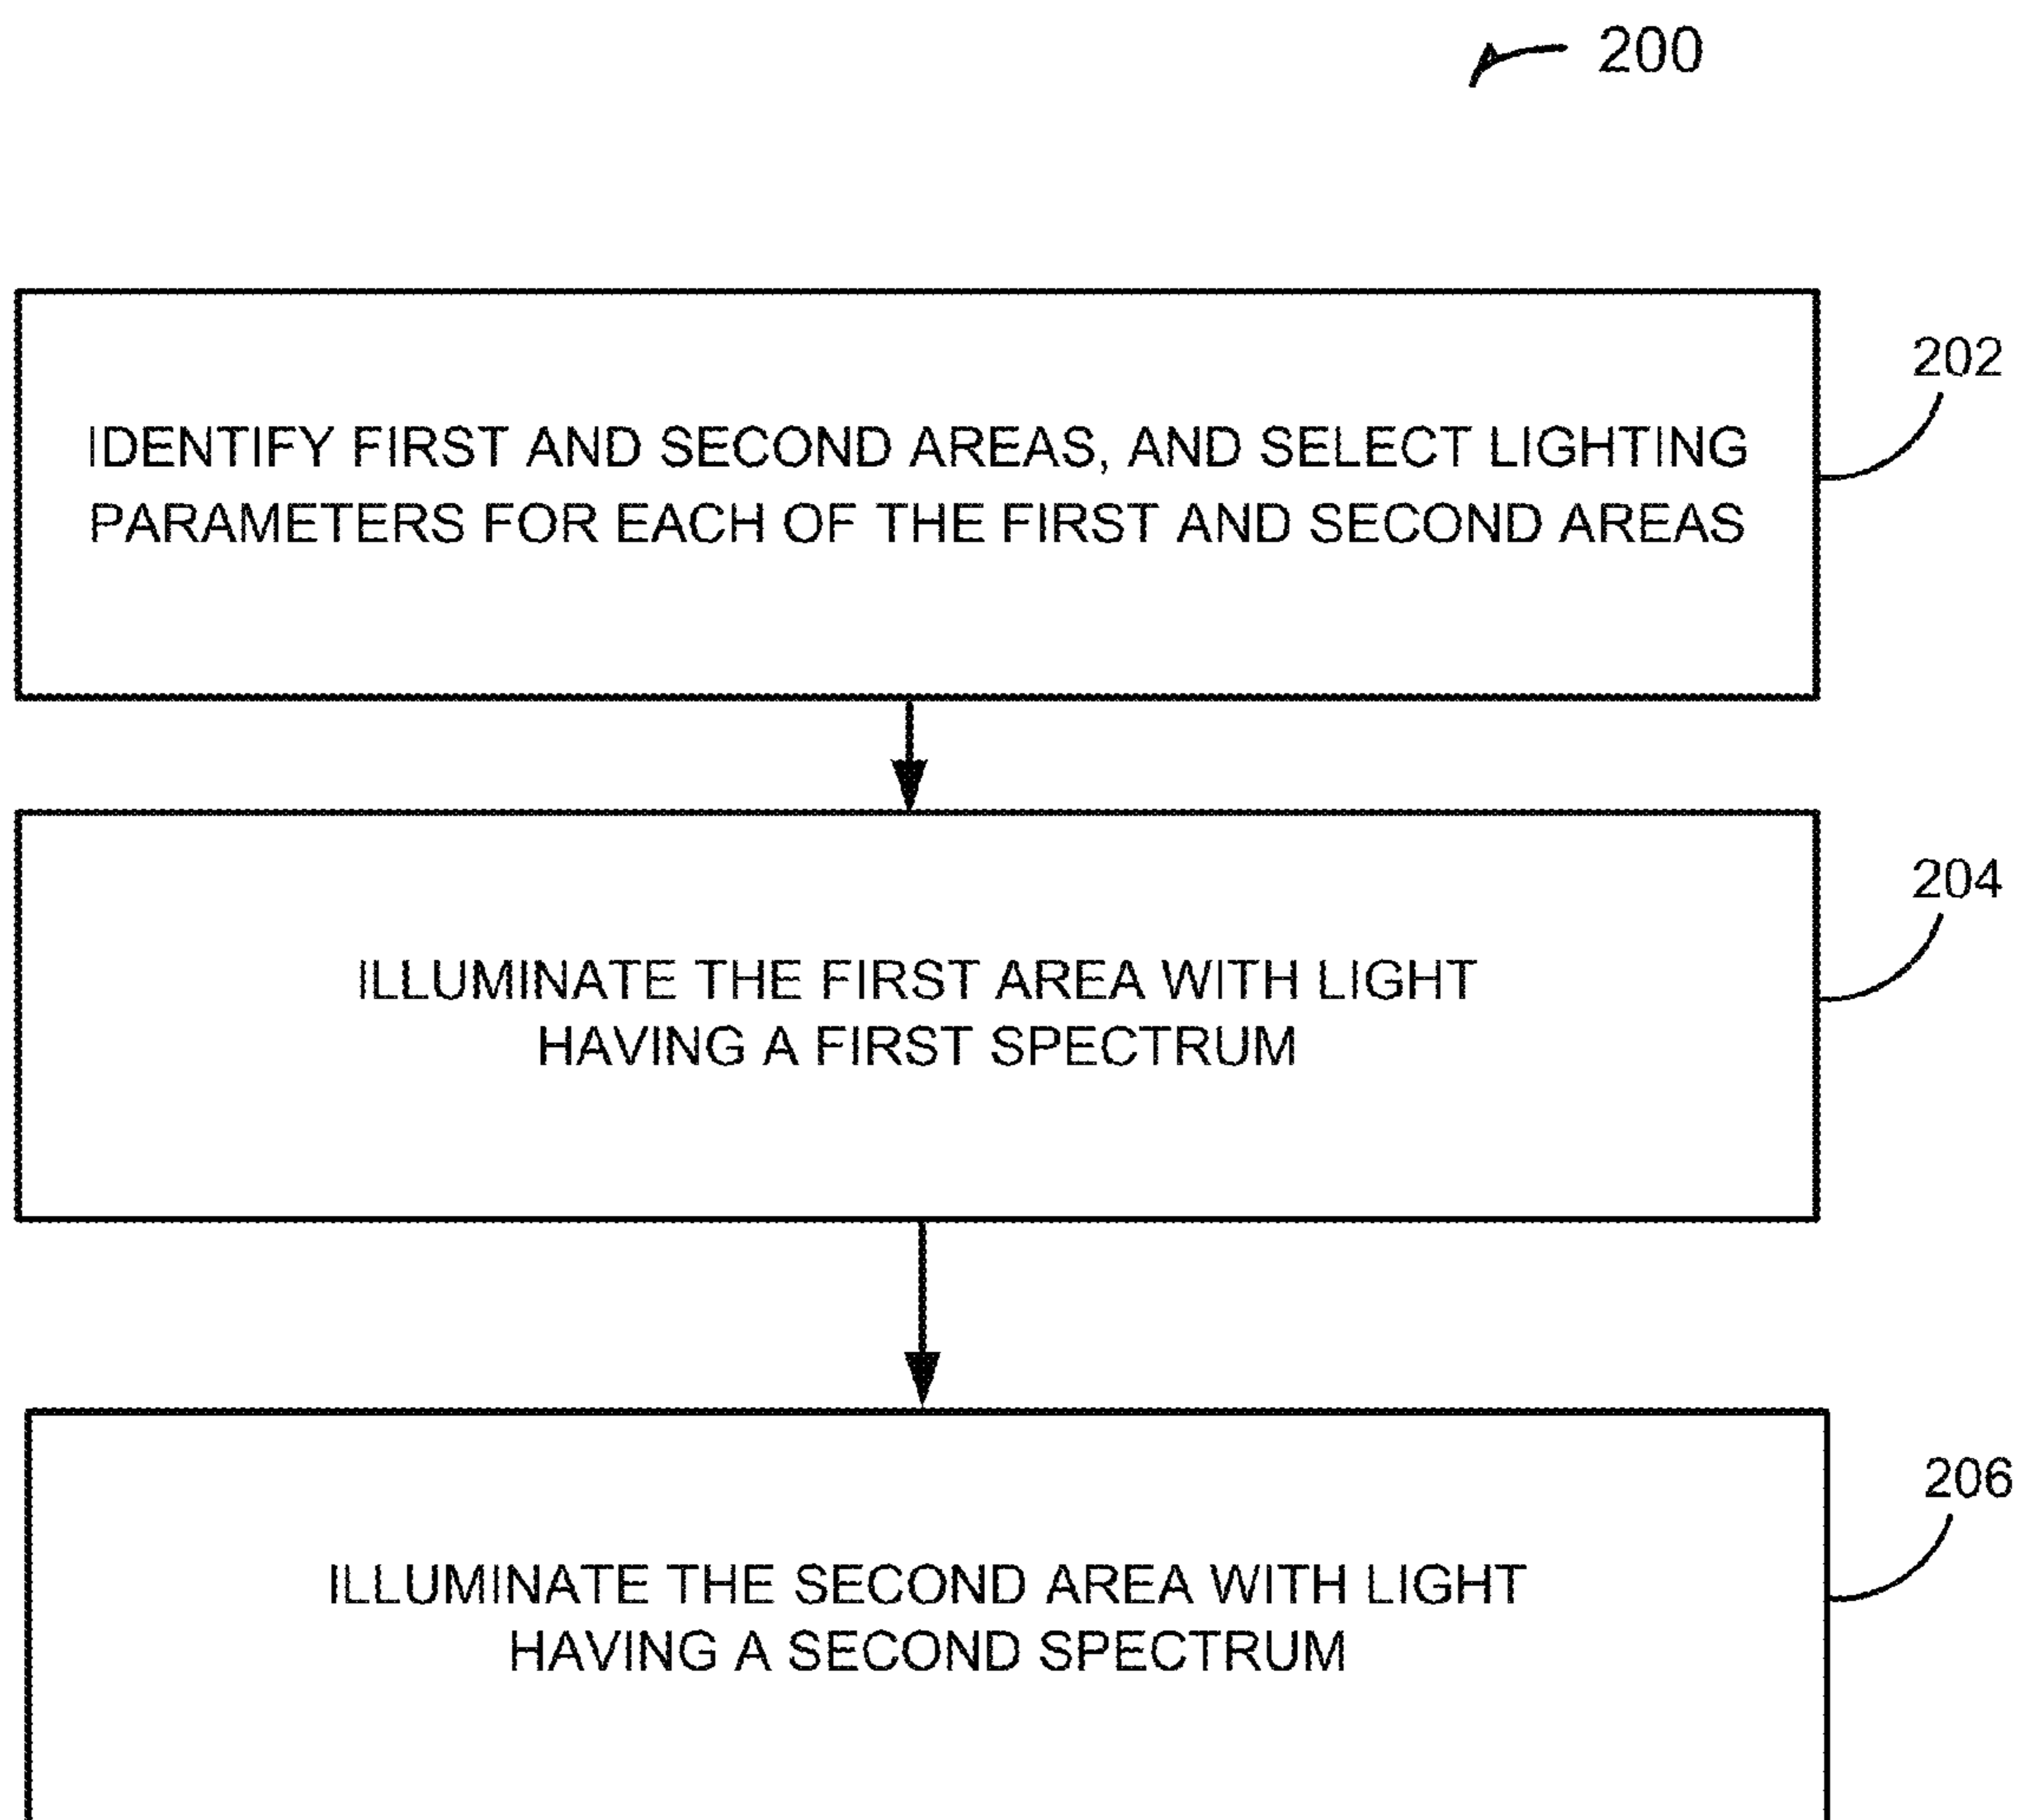 200
IDENTIFY FIRST AND SECOND AREAS, AND SELECT LIGHTING
PARAMETERS FOR EACH OF THE FIRST AND SECOND AREAS
202
ILLUMINATE THE FIRST AREA WITH LIGHT
HAVING A FIRST SPECTRUM
204
ILLUMINATE THE SECOND AREA WITH LIGHT
HAVING A SECOND SPECTRUM
206